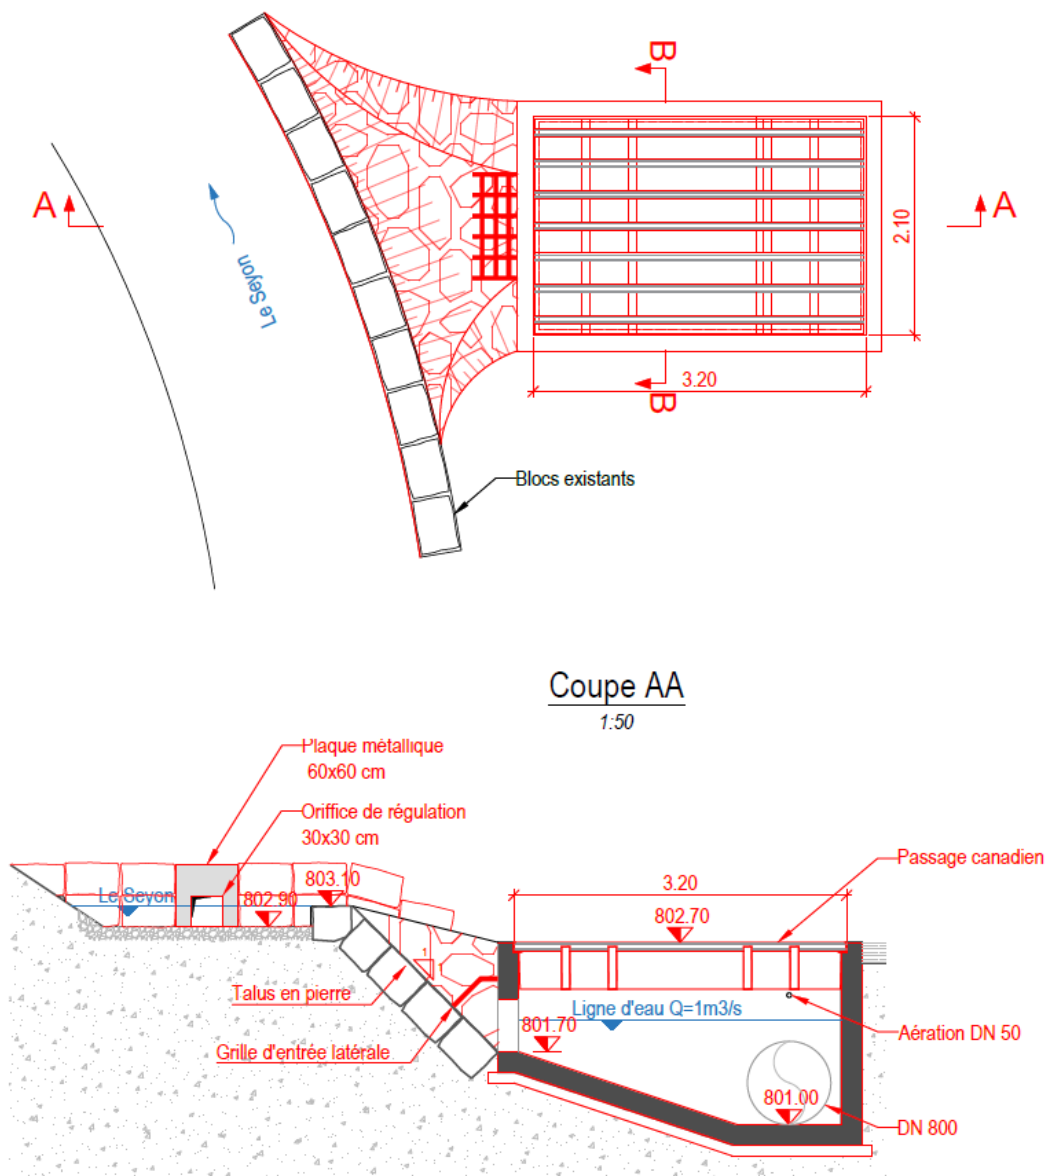 B
A
A
Le Seyon
2.10
3.20
B
Blocs existants
Coupe AA
1:50
Plaque métallique
60x60 cm
Oriffice de régulation
30x30 cm
Passage canadien
803.10
3.20
Le Seyon
802.90
802.70
1
1
Talus en pierre
Ligne d'eau Q=1m3/s
Aération DN 50
801.70
Grille d'entrée latérale
801.00
DN 800